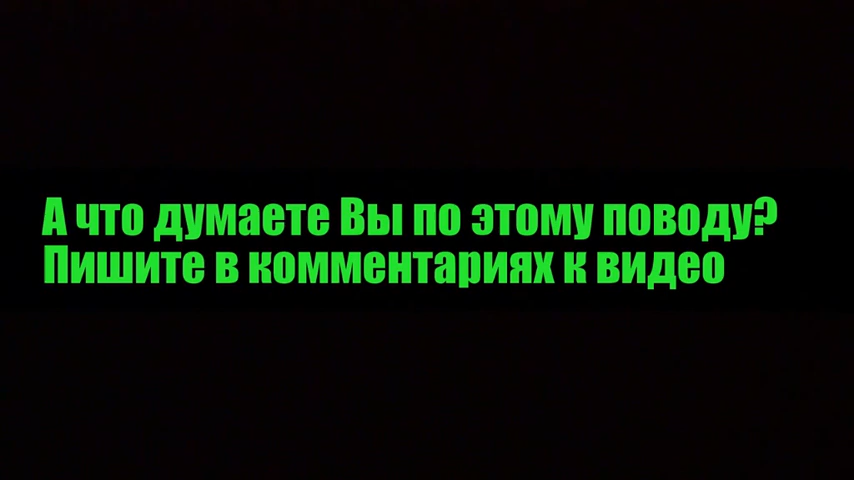 А что думаете Вы по этому поводу?
Пишите в комментариях к видео